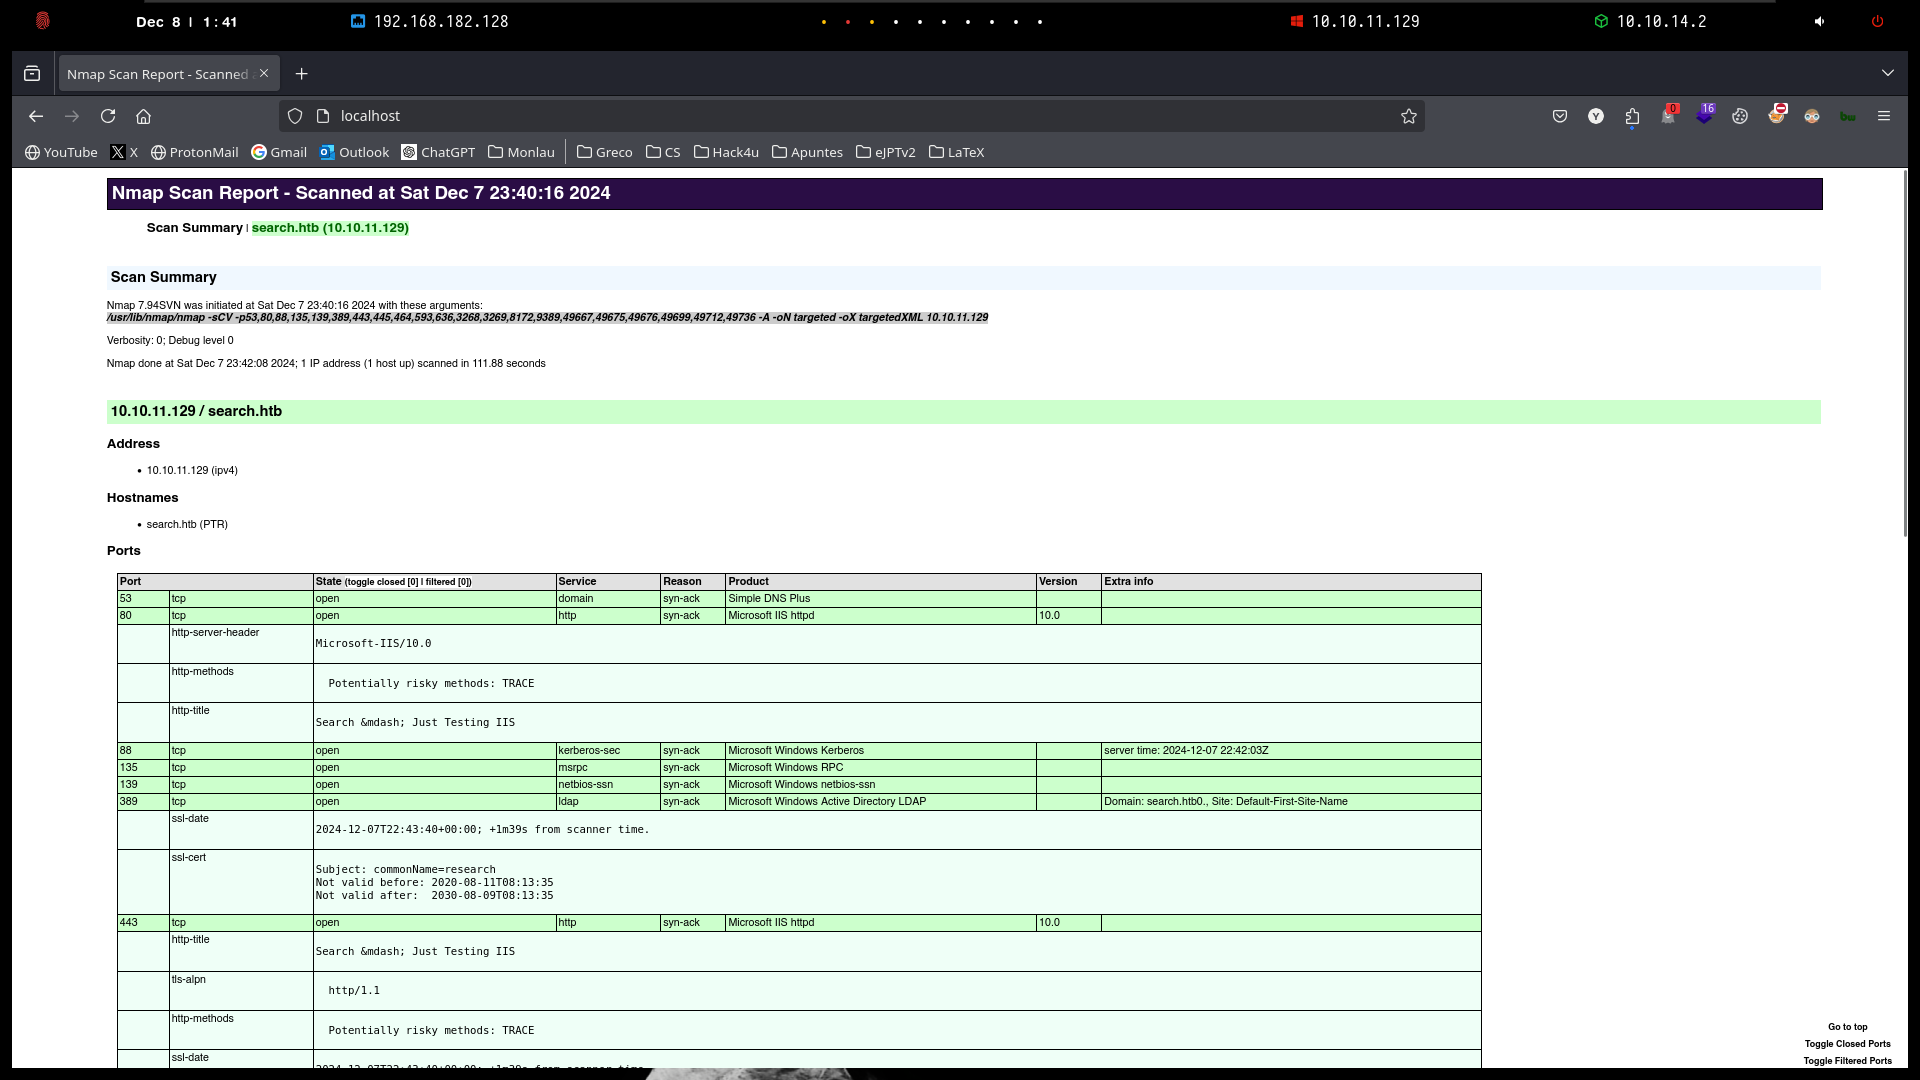 Dec 8 | 1:41
192.168.182.128
10.10.11.129
10.10.14.2
Nmap Scan Report - Scanned
localhost
0
16
Y
YouTube
X
ProtonMail
Gmail
Outlook
ChatGPT
Monlau
Greco
CS
Hack4u
Apuntes
eJPTv2
LaTeX
Nmap Scan Report - Scanned at Sat Dec 7 23:40:16 2024
Scan Summary | search.htb (10.10.11.129)
Scan Summary
Nmap 7.94SVN was initiated at Sat Dec 7 23:40:16 2024 with these arguments:
/usr/lib/nmap/nmap -sCV -p53,80,88,135,139,389,443,445,464,593,636,3268,3269,8172,9389,49667,49675,49676,49699,49712,49736 -A -oN targeted -oX targetedXML 10.10.11.129
Verbosity: 0; Debug level 0
Nmap done at Sat Dec 7 23:42:08 2024; 1 IP address (1 host up) scanned in 111.88 seconds
10.10.11.129 / search.htb
Address
• 10.10.11.129 (ipv4)
Hostnames
• search.htb (PTR)
Ports
Port State (toggle closed [0] | filtered [0]) Service Reason Product Version Extra info
53 tcp open domain syn-ack Simple DNS Plus
80 tcp open http syn-ack Microsoft IIS httpd 10.0
http-server-header
Microsoft-IIS/10.0
http-methods
Potentially risky methods: TRACE
http-title
Search &mdash; Just Testing IIS
88 tcp open kerberos-sec syn-ack Microsoft Windows Kerberos server time: 2024-12-07 22:42:03Z
135 tcp open msrpc syn-ack Microsoft Windows RPC
139 tcp open netbios-ssn syn-ack Microsoft Windows netbios-ssn
389 tcp open ldap syn-ack Microsoft Windows Active Directory LDAP Domain: search.htb0., Site: Default-First-Site-Name
ssl-date
2024-12-07T22:43:40+00:00; +1m39s from scanner time.
ssl-cert
Subject: commonName=research
Not valid before: 2020-08-11T08:13:35
Not valid after:  2030-08-09T08:13:35
443 tcp open http syn-ack Microsoft IIS httpd 10.0
http-title
Search &mdash; Just Testing IIS
tls-alpn
http/1.1
http-methods
Potentially risky methods: TRACE
ssl-date
2024-12-07T22:43:40+00:00; +1m39s from scanner time.
Go to top
Toggle Closed Ports
Toggle Filtered Ports